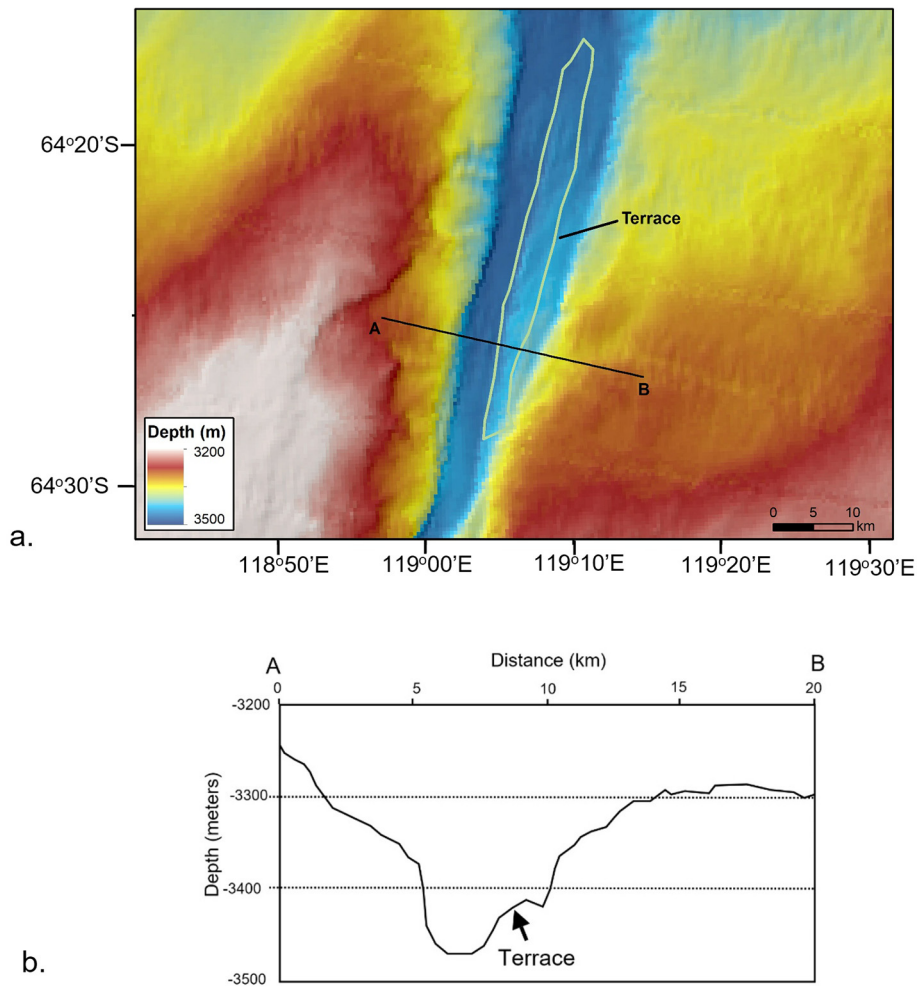 64°20'S
Terrace
A
B
Depth (m)
3200
3500
64°30'S
0 5 10
km
a.
118°50'E 119°00'E 119°10'E 119°20'E 119°30'E
A Distance (km) B
0 5 10 15 20
-3200
-3300
Depth (meters)
-3400
Terrace
b.
-3500